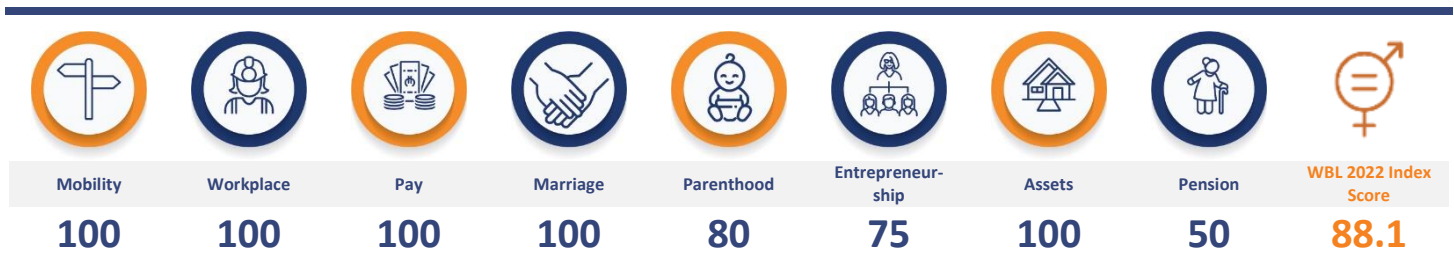 Mobility
Workplace
Pay
Marriage
Parenthood
Entrepreneur-
ship
Assets
Pension
WBL 2022 Index
Score
100
100
100
100
80
75
100
50
88.1